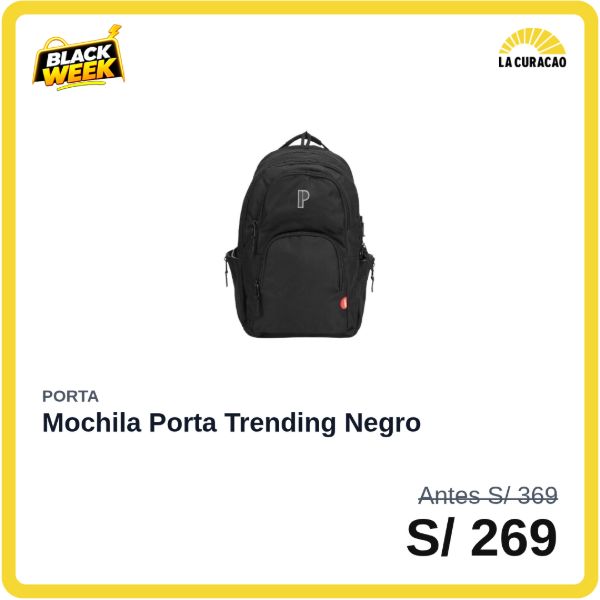 BLACK
WEEK
LA CURACAO
P
PORTA
Mochila Porta Trending Negro
Antes S/ 369
S/ 269